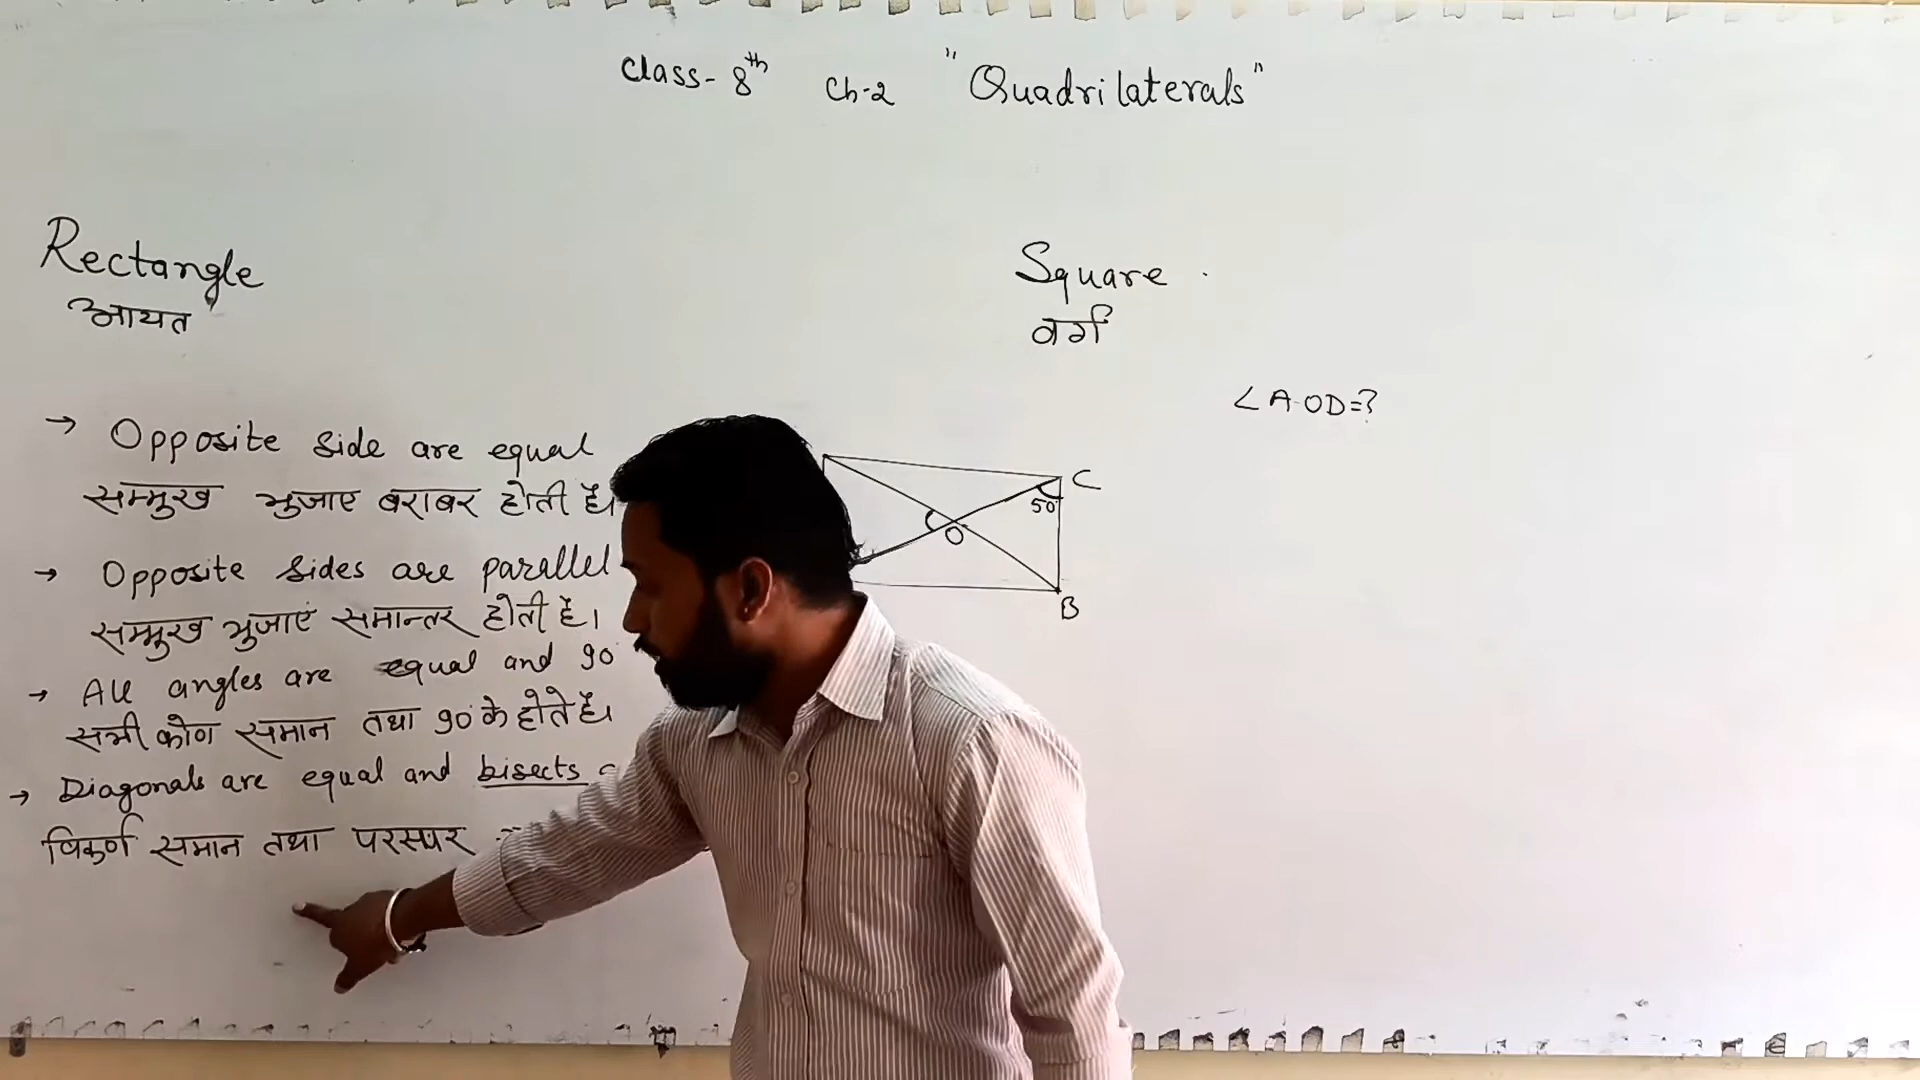 Class-8th Ch-2 "Quadrilaterals"
Rectangle
आयत
→ Opposite side are equal
सम्मुख भुजाए बराबर होती हैं।
→ Opposite sides are parallel
सम्मुख भुजाएं समान्तर होती हैं।
→ All angles are equal and 90°
सभी कोण समान तथा 90° के होते हैं।
→ Diagonals are equal and bisects
विकर्ण समान तथा परस्पर
Square
वर्ग
∠AOD=?
C
50°
O
B